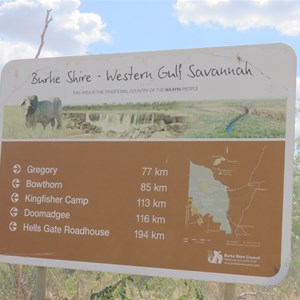 Burke Shire - Western Gulf Savannah
THIS AREA IS THE TRADITIONAL COUNTRY OF THE WAANYI PEOPLE
Gregory 77 km
Bowthorn 85 km
Kingfisher Camp 113 km
Doomadgee 116 km
Hells Gate Roadhouse 194 km
Burke Shire Council